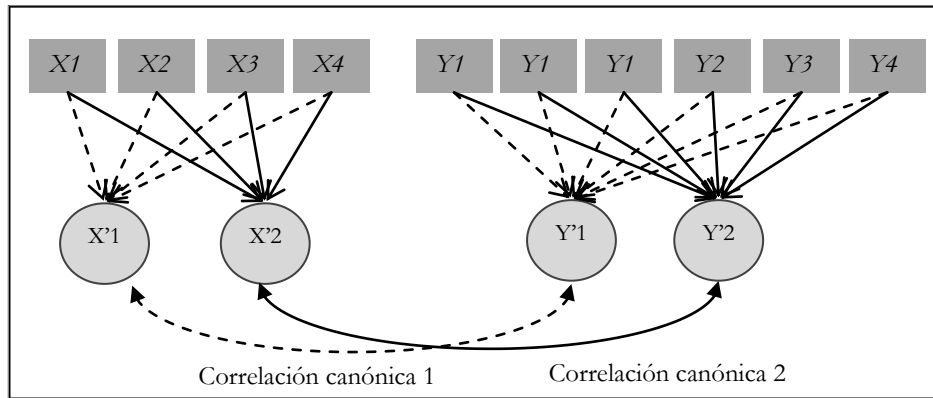 X1 X2 X3 X4 Y1 Y1 Y1 Y2 Y3 Y4
X'1 X'2 Y'1 Y'2
Correlación canónica 1 Correlación canónica 2